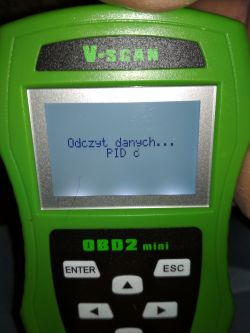 V-SCAN
Odczyt danych...
PID c
OBD2 mini
ENTER
ESC